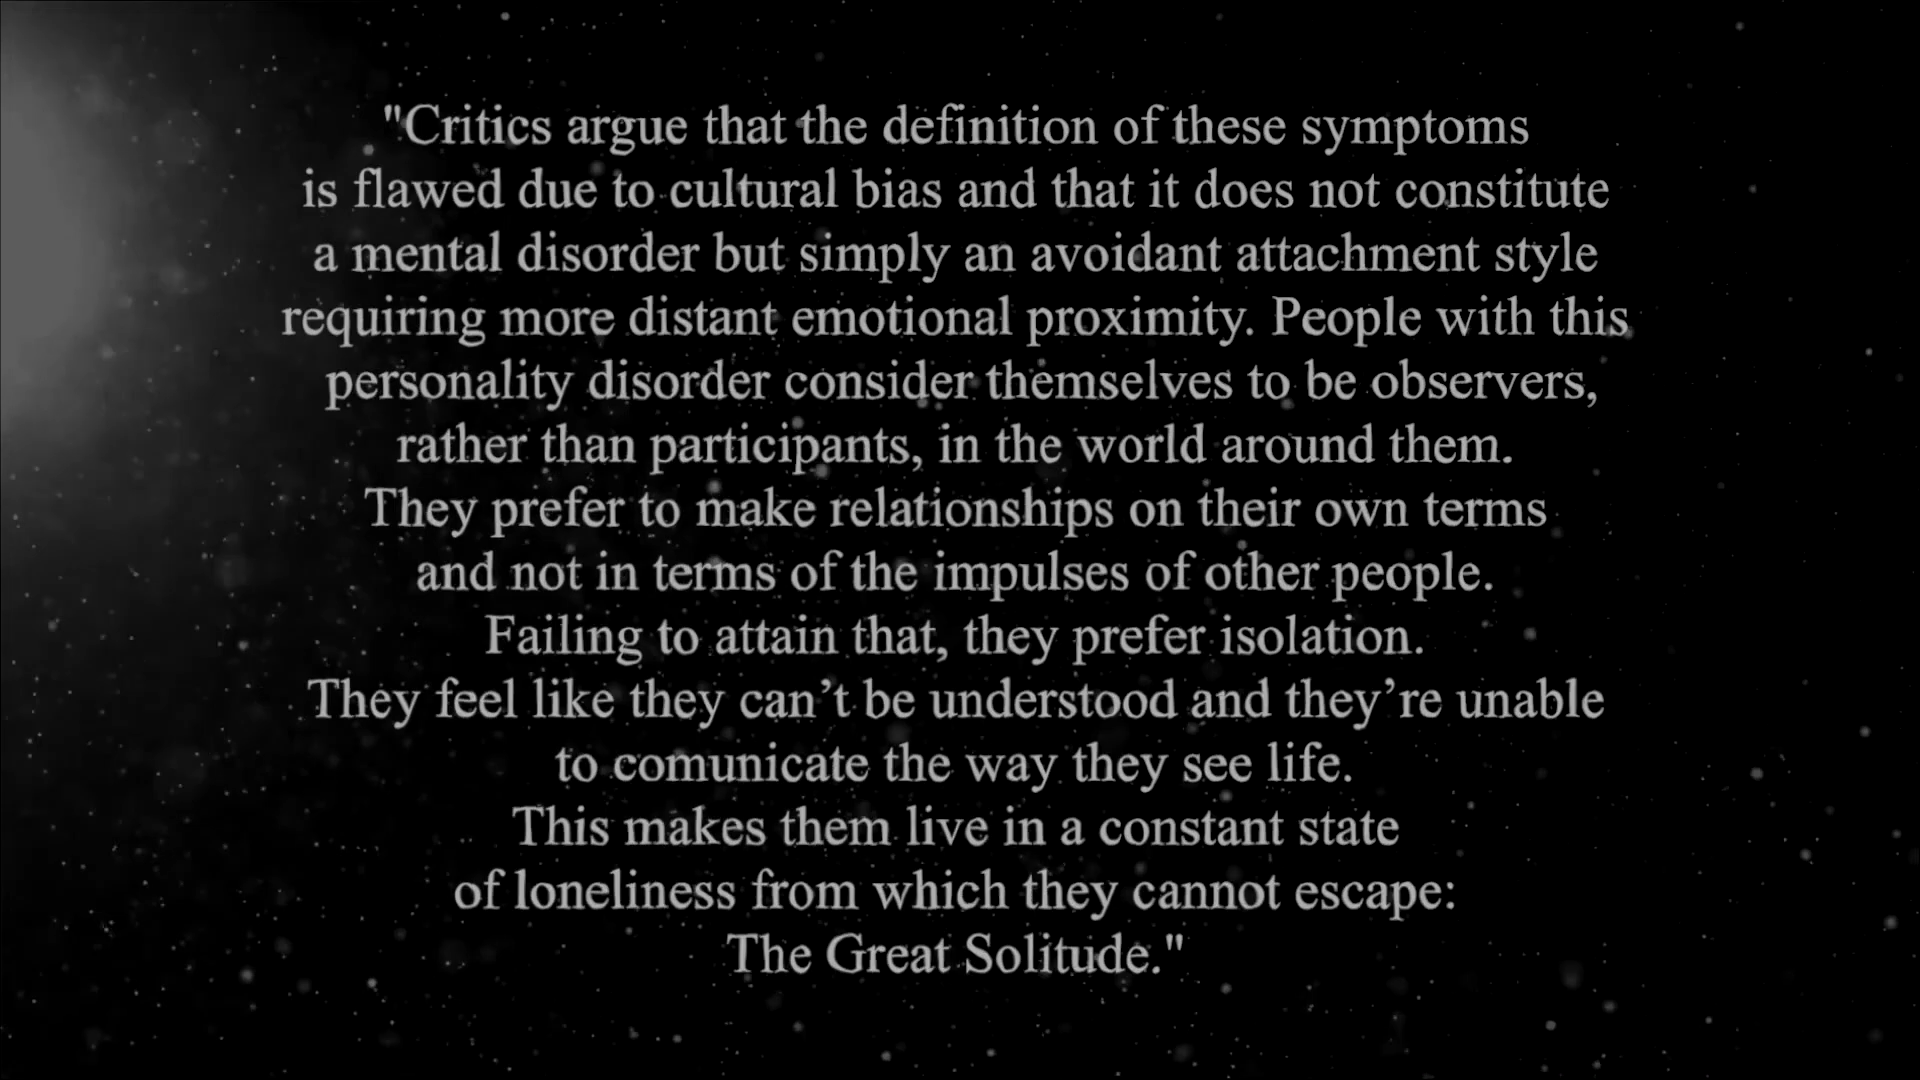 "Critics argue that the definition of these symptoms
is flawed due to cultural bias and that it does not constitute
a mental disorder but simply an avoidant attachment style
requiring more distant emotional proximity. People with this
personality disorder consider themselves to be observers,
rather than participants, in the world around them.
They prefer to make relationships on their own terms
and not in terms of the impulses of other people.
Failing to attain that, they prefer isolation.
They feel like they can’t be understood and they’re unable
to comunicate the way they see life.
This makes them live in a constant state
of loneliness from which they cannot escape:
The Great Solitude."